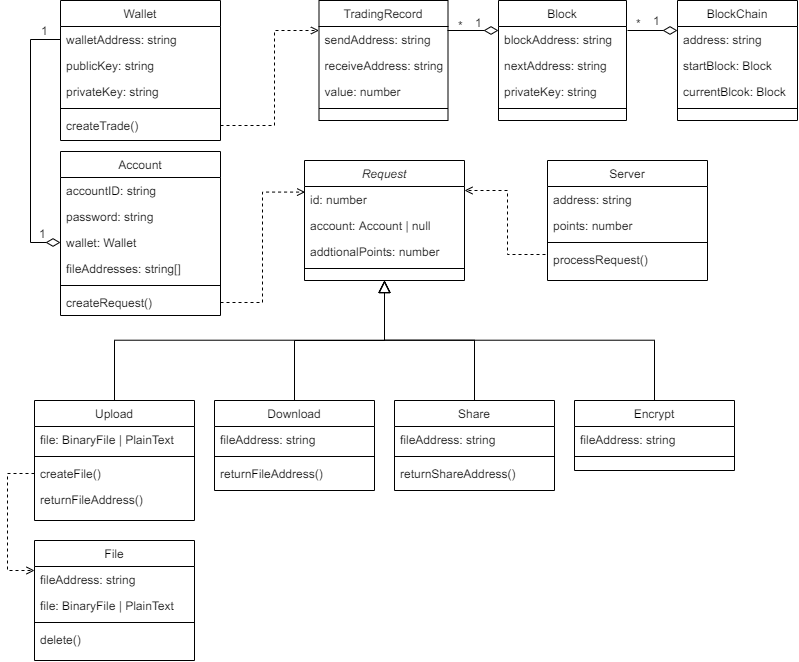 Wallet
walletAddress: string
publicKey: string
privateKey: string
createTrade()
TradingRecord
sendAddress: string
receiveAddress: string
value: number
* 1
Block
blockAddress: string
nextAddress: string
privateKey: string
* 1
BlockChain
address: string
startBlock: Block
currentBlcok: Block
1
1
Account
accountID: string
password: string
wallet: Wallet
fileAddresses: string[]
createRequest()
Request
id: number
account: Account | null
addtionalPoints: number
Server
address: string
points: number
processRequest()
Upload
file: BinaryFile | PlainText
createFile()
returnFileAddress()
Download
fileAddress: string
returnFileAddress()
Share
fileAddress: string
returnShareAddress()
Encrypt
fileAddress: string
File
fileAddress: string
file: BinaryFile | PlainText
delete()